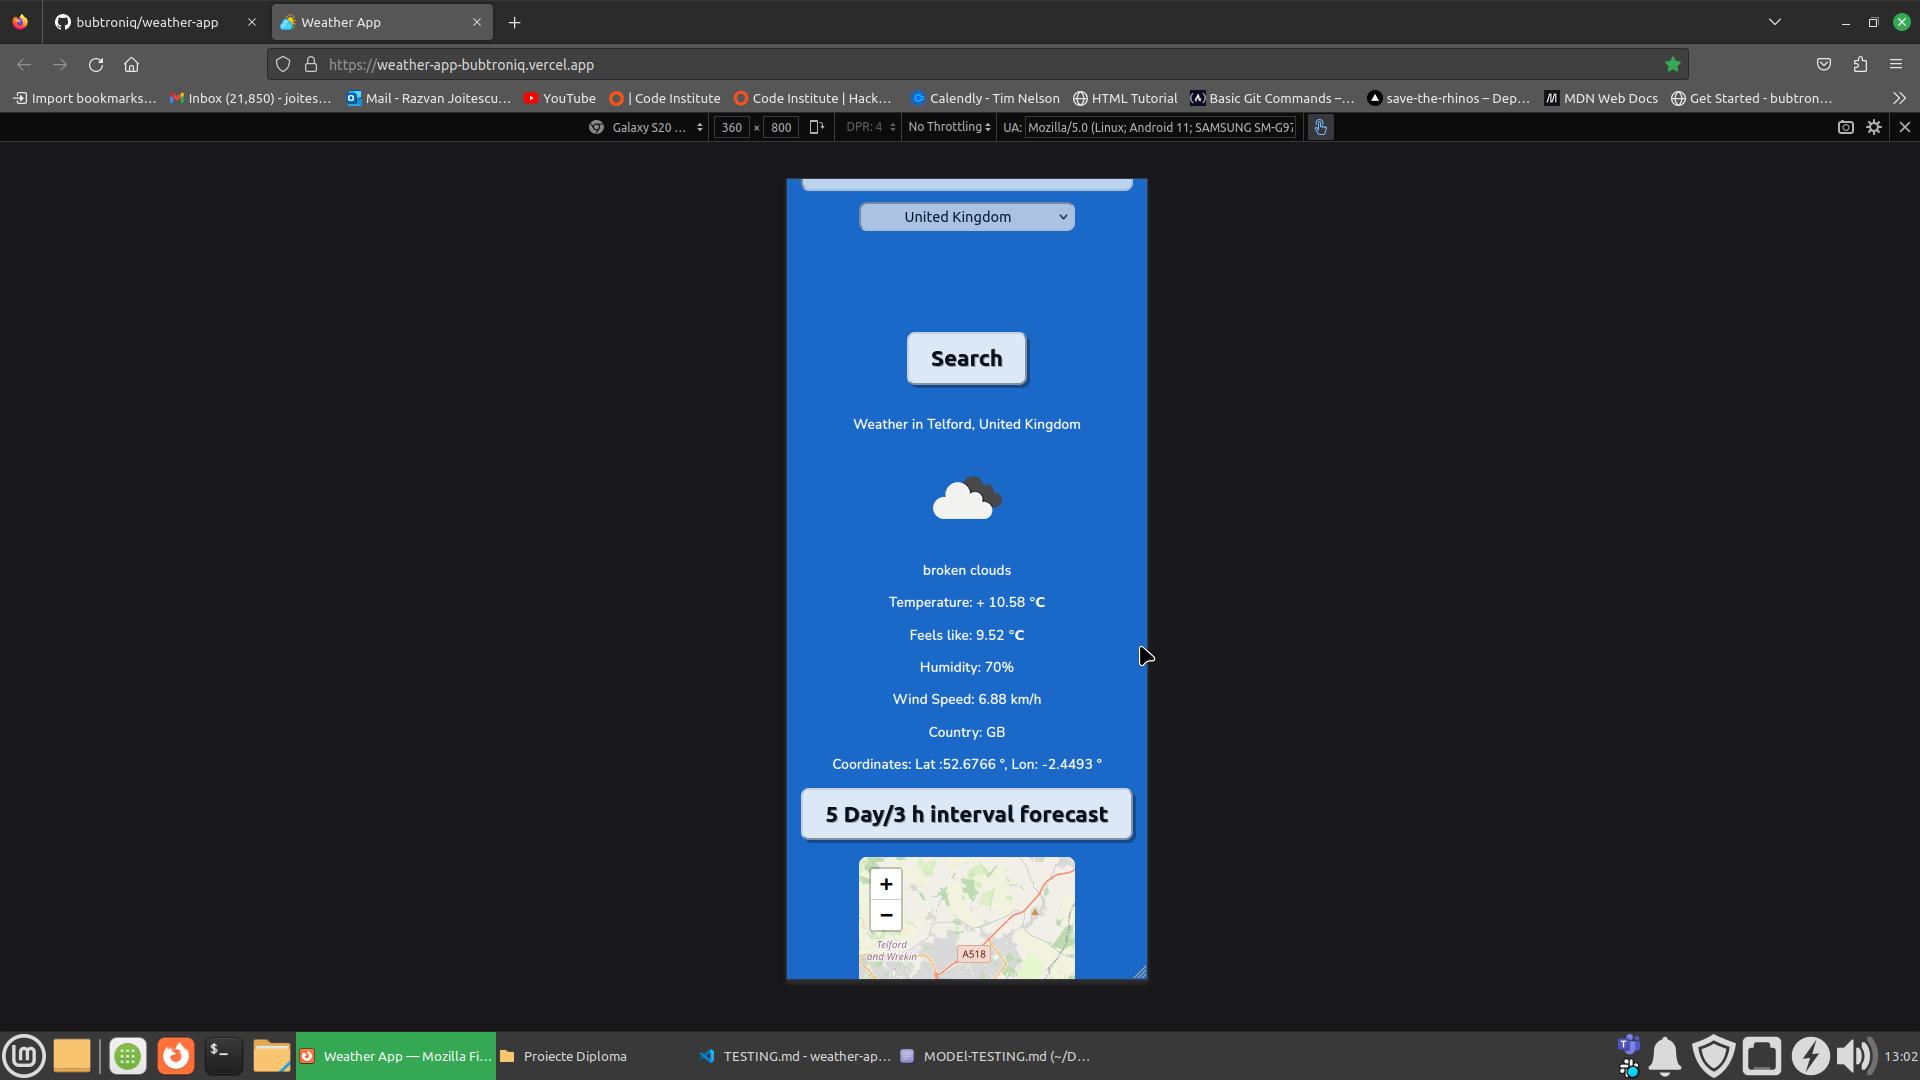 bubtroniq/weather-app
Weather App
https://weather-app-bubtroniq.vercel.app
Import bookmarks...
Inbox (21,850) - joites...
Mail - Razvan Joitescu...
YouTube
| Code Institute
Code Institute | Hack...
Calendly - Tim Nelson
HTML Tutorial
Basic Git Commands –...
save-the-rhinos – Dep...
MDN Web Docs
Get Started - bubtron...
Galaxy S20 ...
360 × 800
DPR: 4
No Throttling
UA: Mozilla/5.0 (Linux; Android 11; SAMSUNG SM-G97
United Kingdom
Search
Weather in Telford, United Kingdom
broken clouds
Temperature: + 10.58 °C
Feels like: 9.52 °C
Humidity: 70%
Wind Speed: 6.88 km/h
Country: GB
Coordinates: Lat :52.6766 °, Lon: -2.4493 °
5 Day/3 h interval forecast
+
−
Telford
and Wrekin
A518
Weather App — Mozilla Fi...
Proiecte Diploma
TESTING.md - weather-ap...
MODEL-TESTING.md (~/D...
13:02